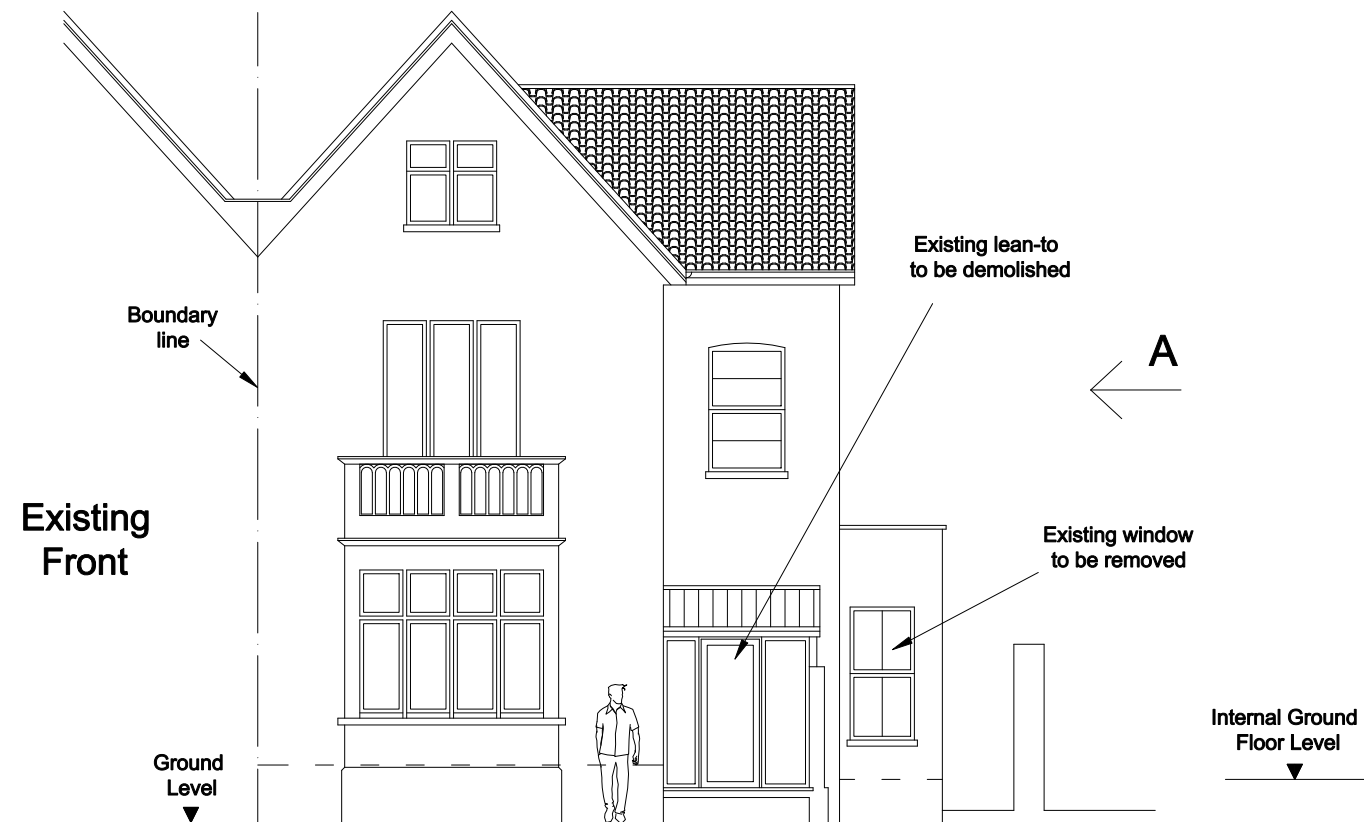 Existing lean-to
to be demolished
Boundary
line
A
Existing
Front
Existing window
to be removed
Internal Ground
Floor Level
Ground
Level